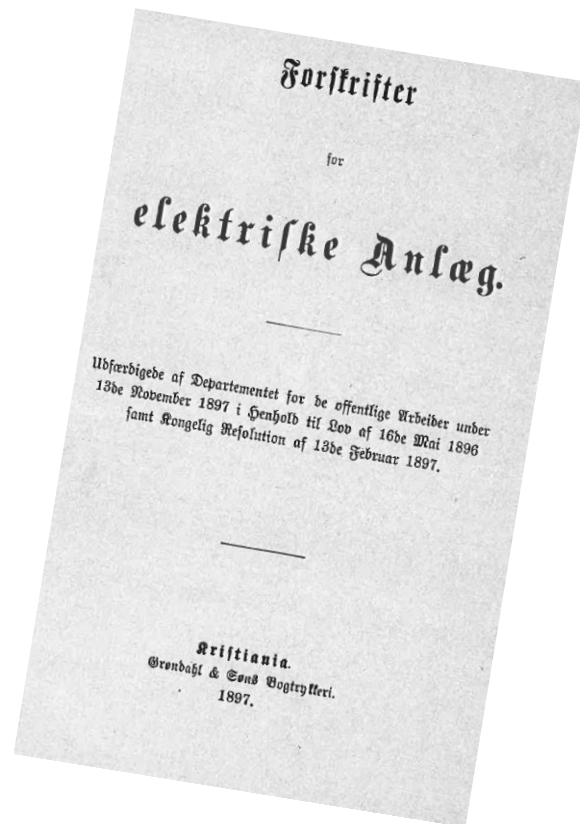 Forskrifter
for
elektriske Anlæg.
Udfærdigede af Departementet for de offentlige Arbeider under
13de November 1897 i Henhold til Lov af 16de Mai 1896
samt Kongelig Resolution af 13de Februar 1897.
Kristiania.
Grøndahl & Søns Bogtrykkeri.
1897.